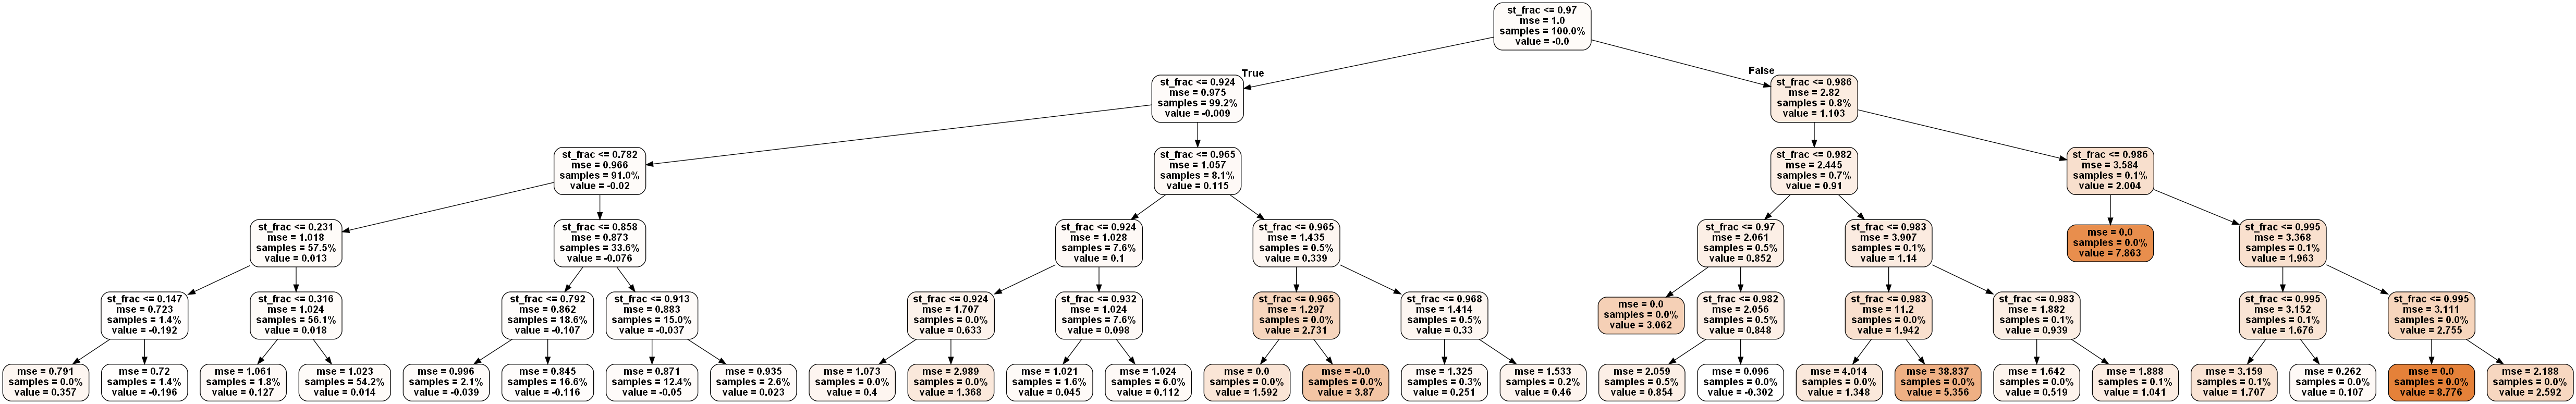 st_frac <= 0.97
mse = 1.0
samples = 100.0%
value = -0.0
True
False
st_frac <= 0.924
mse = 0.975
samples = 99.2%
value = -0.009
st_frac <= 0.986
mse = 2.82
samples = 0.8%
value = 1.103
st_frac <= 0.782
mse = 0.966
samples = 91.0%
value = -0.02
st_frac <= 0.965
mse = 1.057
samples = 8.1%
value = 0.115
st_frac <= 0.982
mse = 2.445
samples = 0.7%
value = 0.91
st_frac <= 0.986
mse = 3.584
samples = 0.1%
value = 2.004
st_frac <= 0.231
mse = 1.018
samples = 57.5%
value = 0.013
st_frac <= 0.858
mse = 0.873
samples = 33.6%
value = -0.076
st_frac <= 0.924
mse = 1.028
samples = 7.6%
value = 0.1
st_frac <= 0.965
mse = 1.435
samples = 0.5%
value = 0.339
st_frac <= 0.97
mse = 2.061
samples = 0.5%
value = 0.852
st_frac <= 0.983
mse = 3.907
samples = 0.1%
value = 1.14
mse = 0.0
samples = 0.0%
value = 7.863
st_frac <= 0.995
mse = 3.368
samples = 0.1%
value = 1.963
st_frac <= 0.147
mse = 0.723
samples = 1.4%
value = -0.192
st_frac <= 0.316
mse = 1.024
samples = 56.1%
value = 0.018
st_frac <= 0.792
mse = 0.862
samples = 18.6%
value = -0.107
st_frac <= 0.913
mse = 0.883
samples = 15.0%
value = -0.037
st_frac <= 0.924
mse = 1.707
samples = 0.0%
value = 0.633
st_frac <= 0.932
mse = 1.024
samples = 7.6%
value = 0.098
st_frac <= 0.965
mse = 1.297
samples = 0.0%
value = 2.731
st_frac <= 0.968
mse = 1.414
samples = 0.5%
value = 0.33
mse = 0.0
samples = 0.0%
value = 3.062
st_frac <= 0.982
mse = 2.056
samples = 0.5%
value = 0.848
st_frac <= 0.983
mse = 11.2
samples = 0.0%
value = 1.942
st_frac <= 0.983
mse = 1.882
samples = 0.1%
value = 0.939
st_frac <= 0.995
mse = 3.152
samples = 0.1%
value = 1.676
st_frac <= 0.995
mse = 3.111
samples = 0.0%
value = 2.755
mse = 0.791
samples = 0.0%
value = 0.357
mse = 0.72
samples = 1.4%
value = -0.196
mse = 1.061
samples = 1.8%
value = 0.127
mse = 1.023
samples = 54.2%
value = 0.014
mse = 0.996
samples = 2.1%
value = -0.039
mse = 0.845
samples = 16.6%
value = -0.116
mse = 0.871
samples = 12.4%
value = -0.05
mse = 0.935
samples = 2.6%
value = 0.023
mse = 1.073
samples = 0.0%
value = 0.4
mse = 2.989
samples = 0.0%
value = 1.368
mse = 1.021
samples = 1.6%
value = 0.045
mse = 1.024
samples = 6.0%
value = 0.112
mse = 0.0
samples = 0.0%
value = 1.592
mse = -0.0
samples = 0.0%
value = 3.87
mse = 1.325
samples = 0.3%
value = 0.251
mse = 1.533
samples = 0.2%
value = 0.46
mse = 2.059
samples = 0.5%
value = 0.854
mse = 0.096
samples = 0.0%
value = -0.302
mse = 4.014
samples = 0.0%
value = 1.348
mse = 38.837
samples = 0.0%
value = 5.356
mse = 1.642
samples = 0.0%
value = 0.519
mse = 1.888
samples = 0.1%
value = 1.041
mse = 3.159
samples = 0.1%
value = 1.707
mse = 0.262
samples = 0.0%
value = 0.107
mse = 0.0
samples = 0.0%
value = 8.776
mse = 2.188
samples = 0.0%
value = 2.592